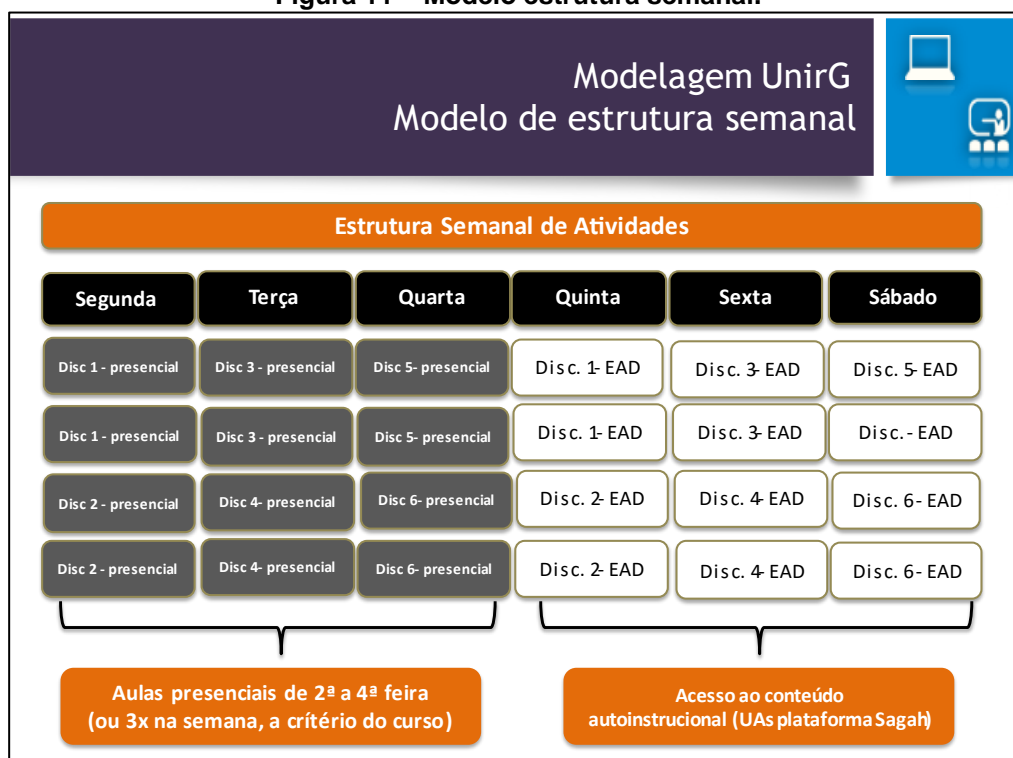 Figura 11 – Modelo estrutura semanal.
Modelagem UnirG
Modelo de estrutura semanal
Estrutura Semanal de Atividades
Segunda Terça Quarta Quinta Sexta Sábado
Disc 1 - presencial Disc 3 - presencial Disc 5- presencial Disc. 1- EAD Disc. 3- EAD Disc. 5- EAD
Disc 1 - presencial Disc 3 - presencial Disc 5- presencial Disc. 1- EAD Disc. 3- EAD Disc.- EAD
Disc 2 - presencial Disc 4- presencial Disc 6- presencial Disc. 2- EAD Disc. 4- EAD Disc. 6- EAD
Disc 2 - presencial Disc 4- presencial Disc 6- presencial Disc. 2- EAD Disc. 4- EAD Disc. 6- EAD
Aulas presenciais de 2ª a 4ª feira
(ou 3x na semana, a crítério do curso)
Acesso ao conteúdo
autoinstrucional (UAs plataforma Sagah)